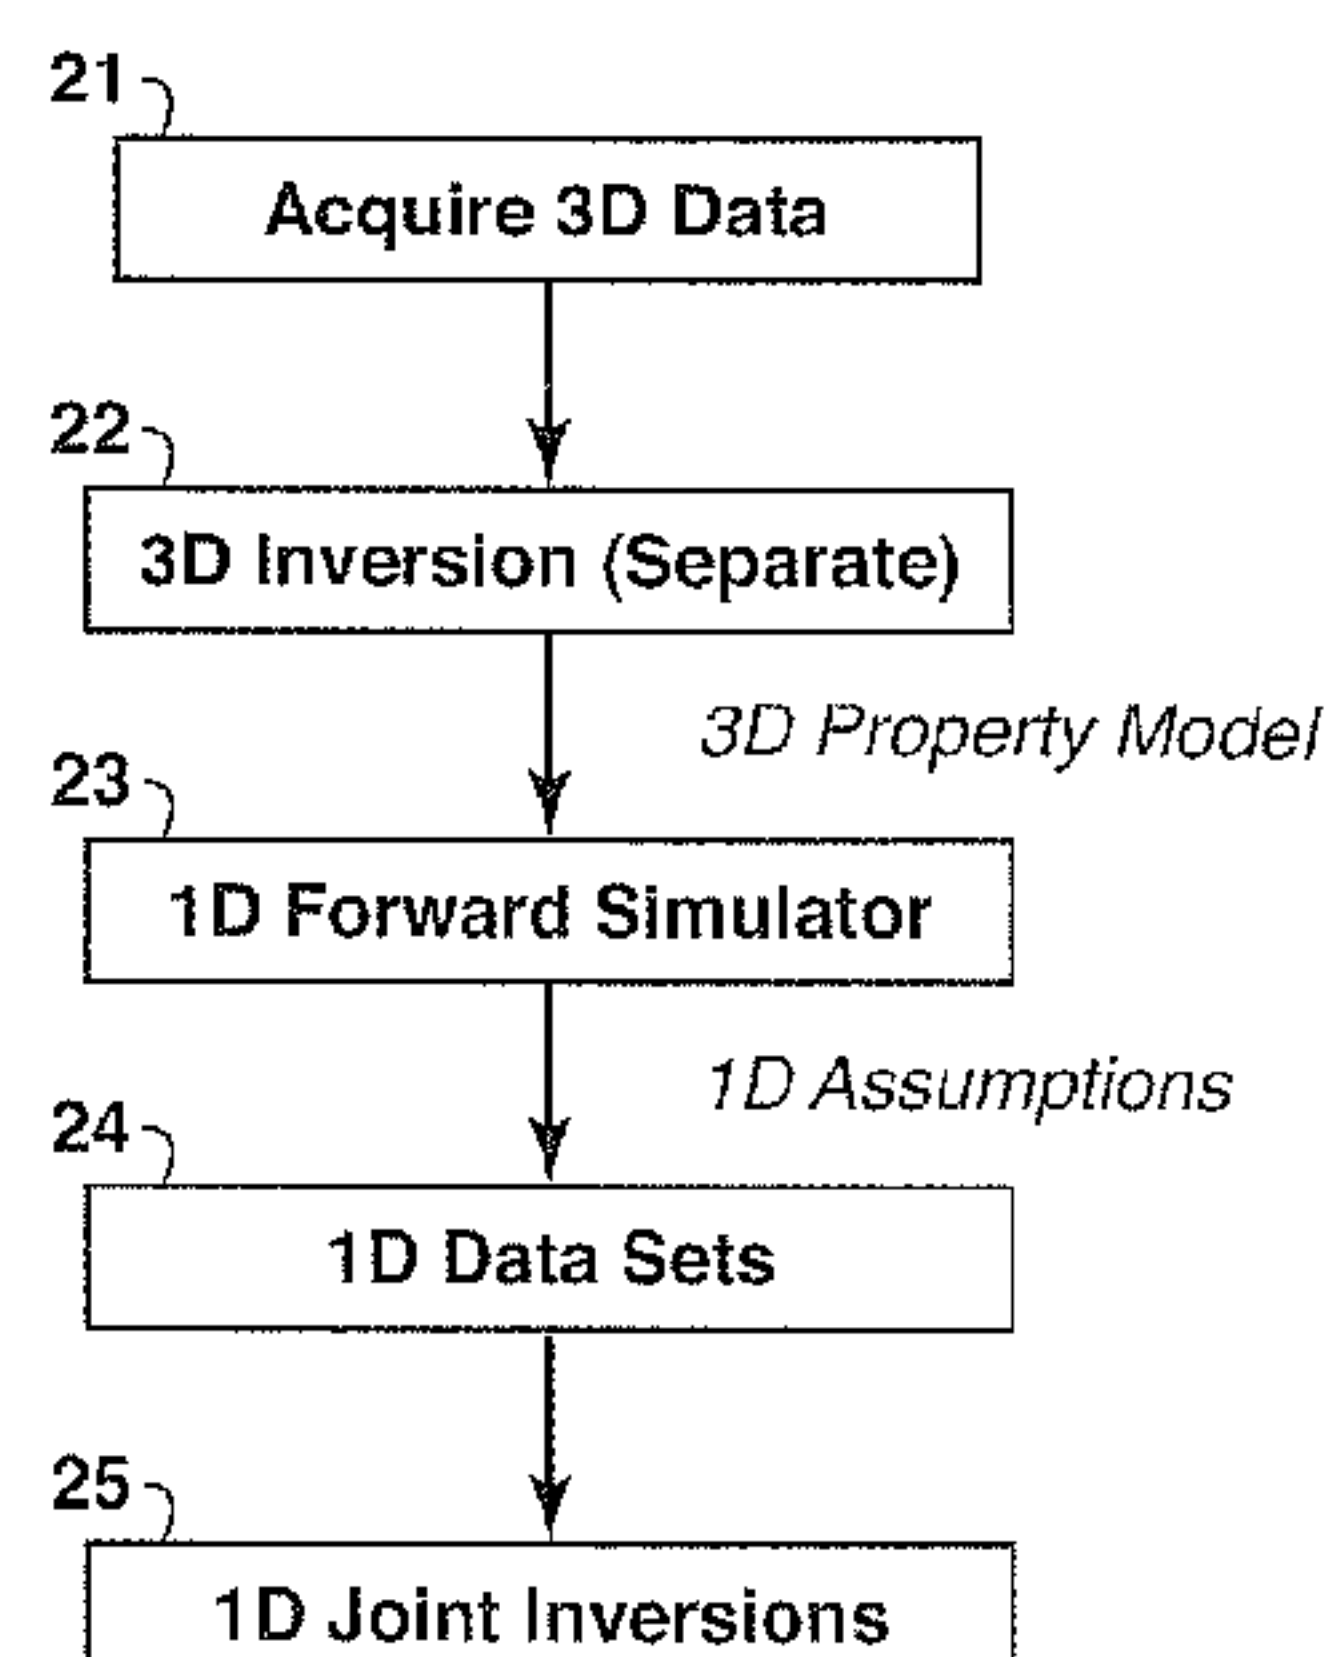 21
Acquire 3D Data
22
3D Inversion (Separate)
3D Property Model
23
1D Forward Simulator
1D Assumptions
24
1D Data Sets
25
1D Joint Inversions